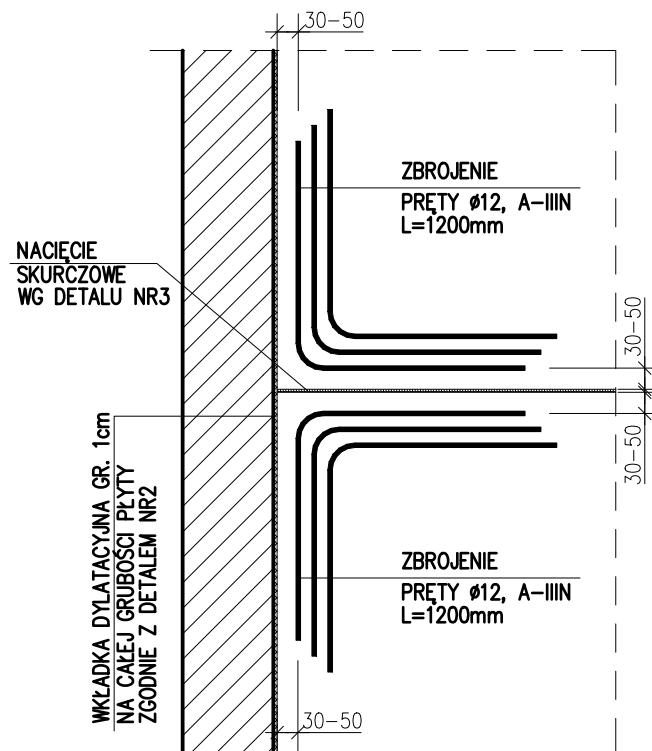 30-50
ZBROJENIE
PRĘTY ø12, A-IIIN
L=1200mm
NACIĘCIE
SKURCZOWE
WG DETALU NR3
30-50
30-50
WKŁADKA DYLATACYJNA GR. 1cm
NA CAŁEJ GRUBOŚCI PŁYTY
ZGODNIE Z DETALEM NR2
ZBROJENIE
PRĘTY ø12, A-IIIN
L=1200mm
30-50